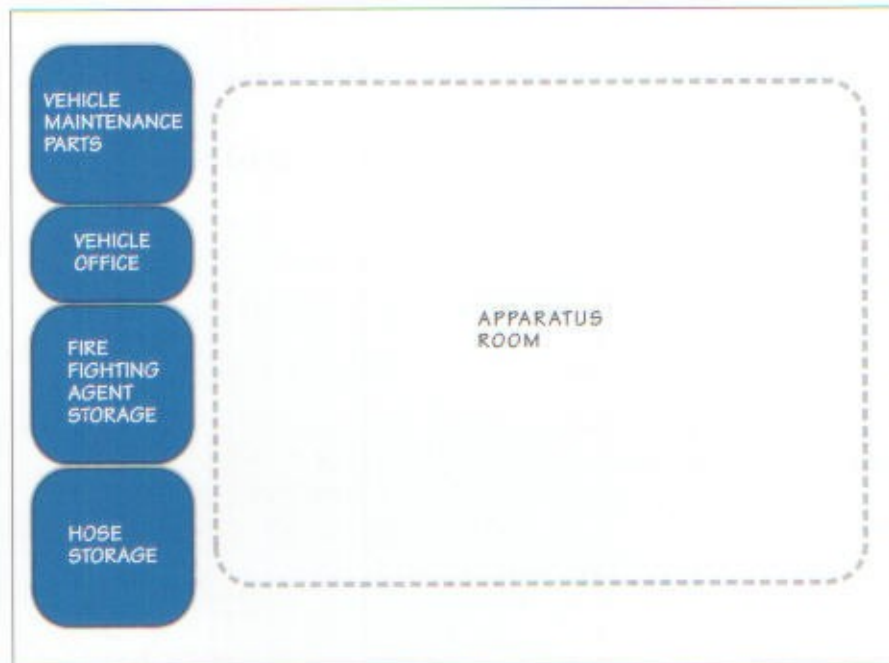 VEHICLE
MAINTENANCE
PARTS
VEHICLE
OFFICE
FIRE
FIGHTING
AGENT
STORAGE
HOSE
STORAGE
APPARATUS
ROOM